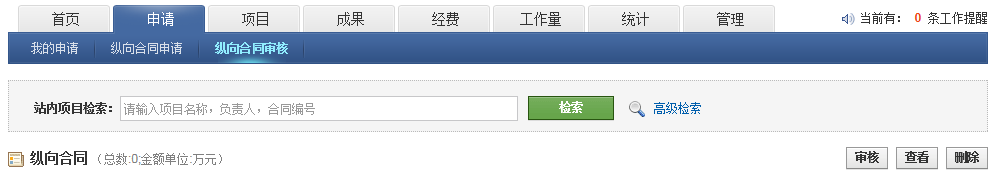 首页 申请 项目 成果 经费 工作量 统计 管理 当前有： 0 条工作提醒
我的申请 纵向合同申请 纵向合同审核
站内项目检索： 请输入项目名称，负责人，合同编号 检索 高级检索
纵向合同 （总数:0;金额单位:万元） 审核 查看 删除